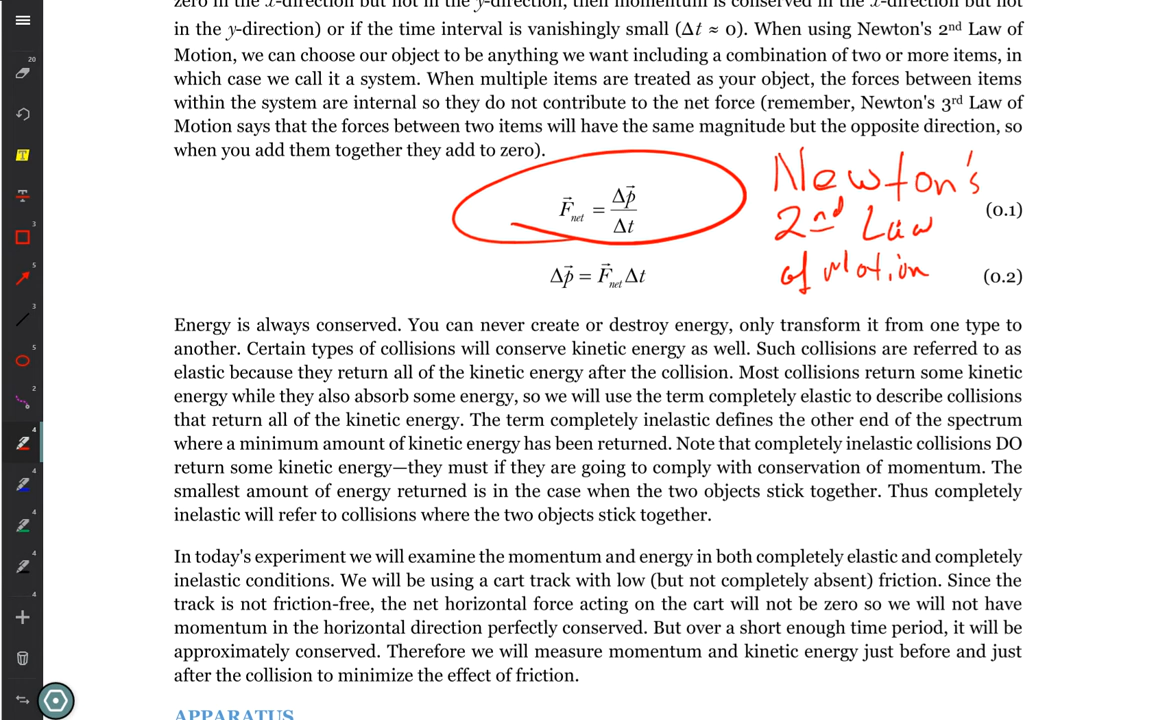 zero in the x-direction but not in the y-direction, then momentum is conserved in the x-direction but not
in the y-direction) or if the time interval is vanishingly small (Δt ≈ 0). When using Newton's 2nd Law of
Motion, we can choose our object to be anything we want including a combination of two or more items, in
which case we call it a system. When multiple items are treated as your object, the forces between items
within the system are internal so they do not contribute to the net force (remember, Newton's 3rd Law of
Motion says that the forces between two items will have the same magnitude but the opposite direction, so
when you add them together they add to zero).
F⃗net = Δp⃗/Δt (0.1)
Newton's
2nd Law
of Motion
Δp⃗ = F⃗net Δt (0.2)
Energy is always conserved. You can never create or destroy energy, only transform it from one type to
another. Certain types of collisions will conserve kinetic energy as well. Such collisions are referred to as
elastic because they return all of the kinetic energy after the collision. Most collisions return some kinetic
energy while they also absorb some energy, so we will use the term completely elastic to describe collisions
that return all of the kinetic energy. The term completely inelastic defines the other end of the spectrum
where a minimum amount of kinetic energy has been returned. Note that completely inelastic collisions DO
return some kinetic energy—they must if they are going to comply with conservation of momentum. The
smallest amount of energy returned is in the case when the two objects stick together. Thus completely
inelastic will refer to collisions where the two objects stick together.
In today's experiment we will examine the momentum and energy in both completely elastic and completely
inelastic conditions. We will be using a cart track with low (but not completely absent) friction. Since the
track is not friction-free, the net horizontal force acting on the cart will not be zero so we will not have
momentum in the horizontal direction perfectly conserved. But over a short enough time period, it will be
approximately conserved. Therefore we will measure momentum and kinetic energy just before and just
after the collision to minimize the effect of friction.
APPARATUS
20
T
T
3
5
3
5
2
4
4
4
4
4